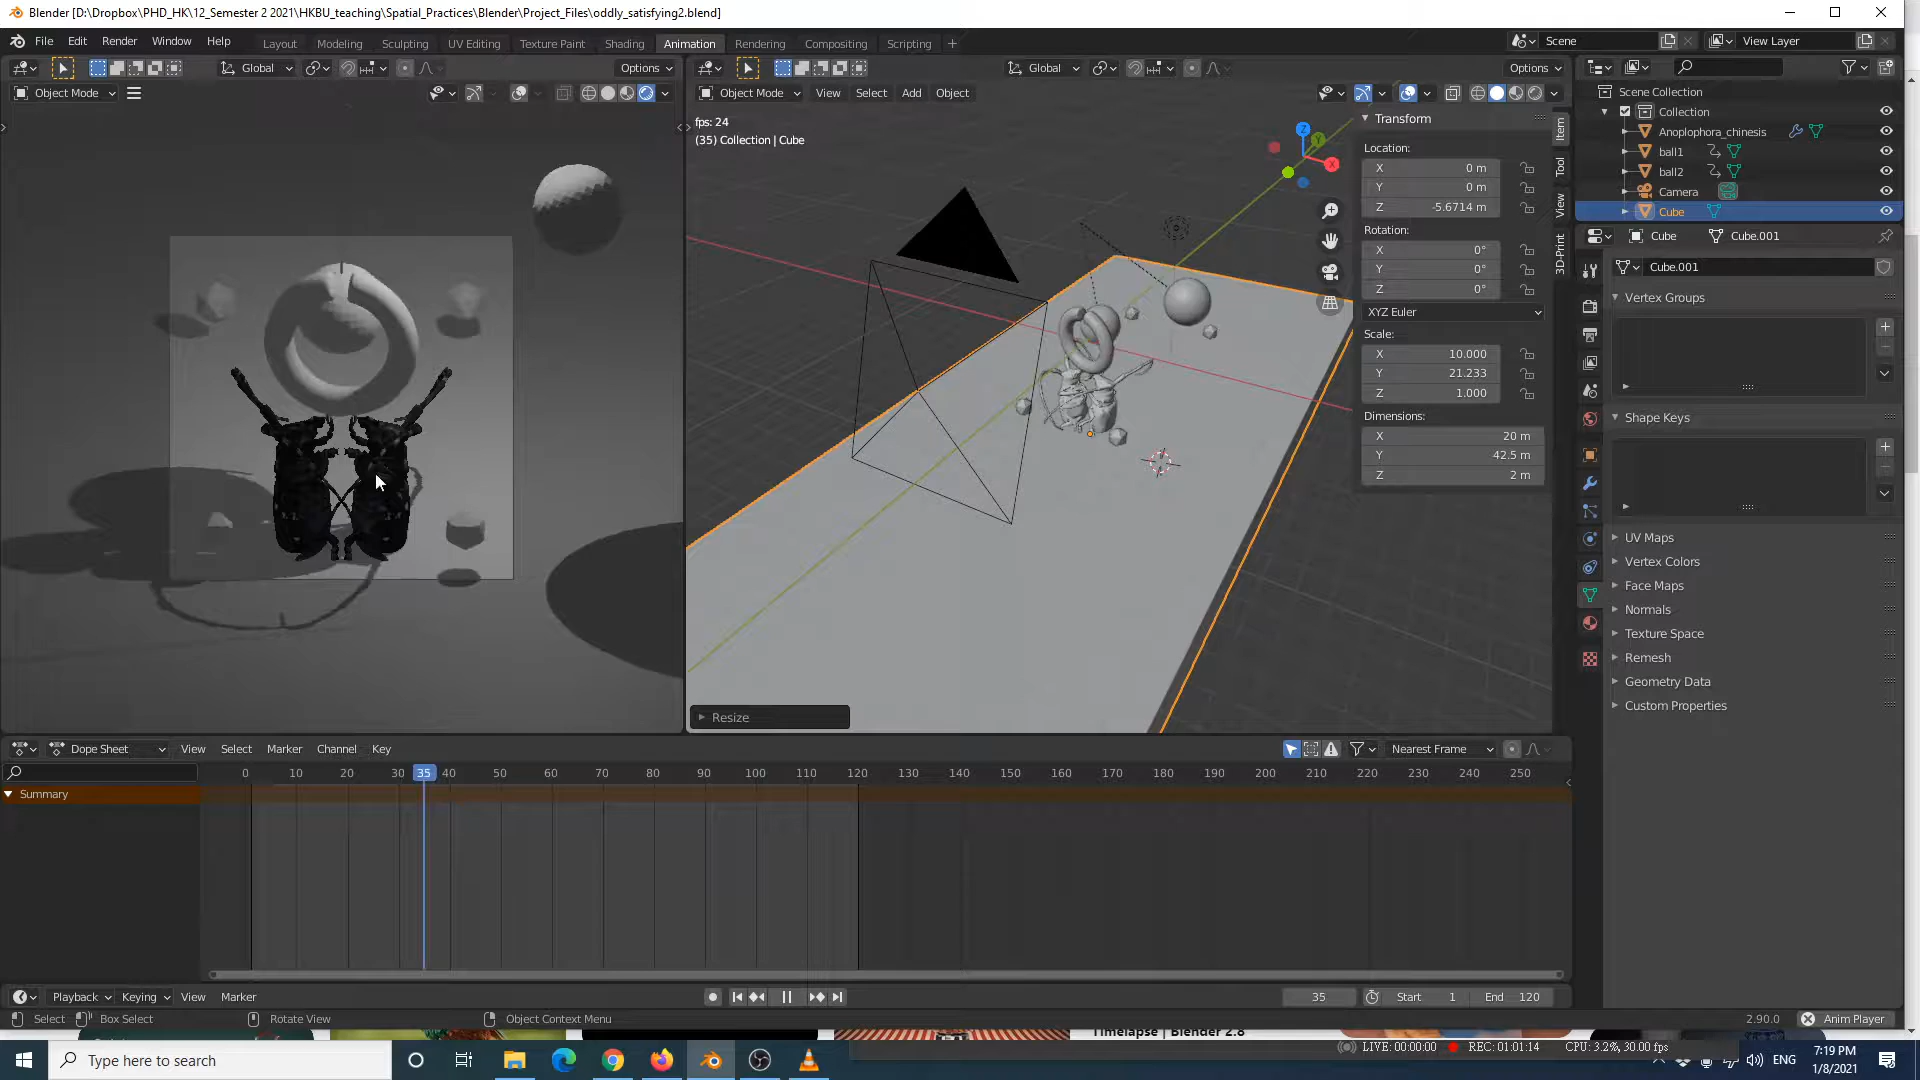 Blender [D:\Dropbox\PHD_HK\12_Semester 2 2021\HKBU_teaching\Spatial_Practices\Blender\Project_Files\oddly_satisfying2.blend]
File Edit Render Window Help
Layout Modeling Sculpting UV Editing Texture Paint Shading Animation Rendering Compositing Scripting +
Scene
View Layer
Global
Options
Global
Options
Object Mode
Object Mode View Select Add Object
fps: 24
(35) Collection | Cube
Z
Y
X
Resize
Transform
Location:
X 0 m
Y 0 m
Z -5.6714 m
Rotation:
X 0°
Y 0°
Z 0°
XYZ Euler
Scale:
X 10.000
Y 21.233
Z 1.000
Dimensions:
X 20 m
Y 42.5 m
Z 2 m
Item
Tool
View
3D-Print
Scene Collection
Collection
Anoplophora_chinesis
ball1
ball2
Camera
Cube
Cube Cube.001
Cube.001
Vertex Groups
Shape Keys
UV Maps
Vertex Colors
Face Maps
Normals
Texture Space
Remesh
Geometry Data
Custom Properties
Dope Sheet View Select Marker Channel Key
Nearest Frame
0 10 20 30 35 40 50 60 70 80 90 100 110 120 130 140 150 160 170 180 190 200 210 220 230 240 250
Summary
Playback Keying View Marker
35 Start 1 End 120
Select Box Select Rotate View Object Context Menu
2.90.0 Anim Player
Timelapse | Blender 2.8
Type here to search
LIVE: 00:00:00 REC: 01:01:14 CPU: 3.2%, 30.00 fps
ENG
7:19 PM
1/8/2021